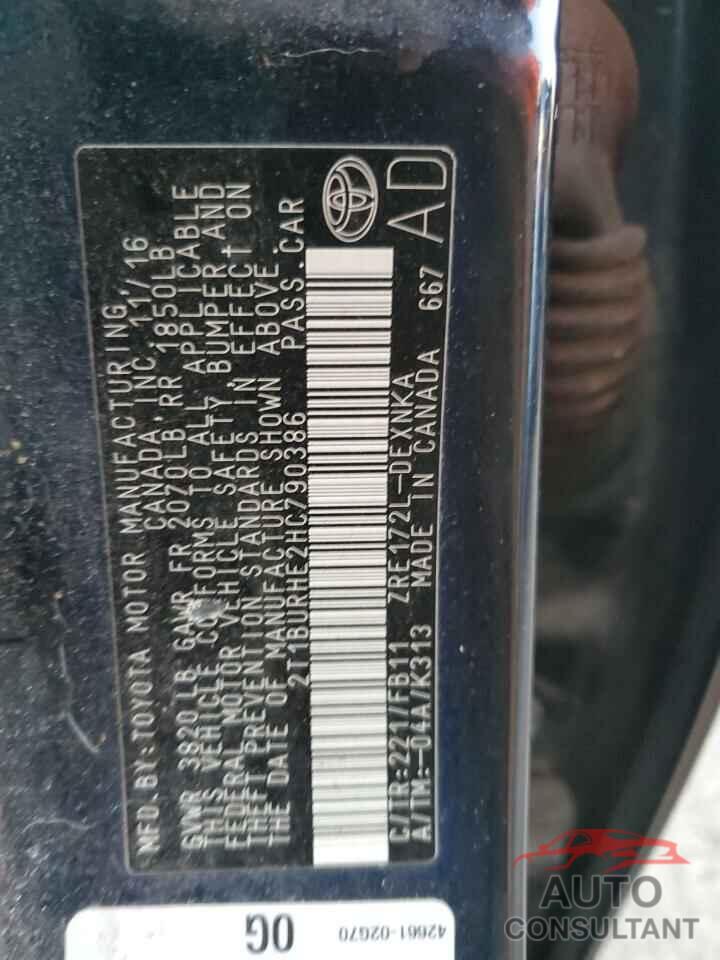 MFD.BY:TOYOTA MOTOR MANUFACTURING,
CANADA, INC. 11/16
GVWR 3820 LB GAWR FR 2070LB, RR 1850LB
THIS VEHICLE CONFORMS TO ALL APPLICABLE
FEDERAL MOTOR VEHICLE SAFETY, BUMPER AND
THEFT PREVENTION STANDARDS IN EFFECT ON
THE DATE OF MANUFACTURE SHOWN ABOVE.
2T1BURHE2HC790386 PASS.CAR
C/TR:221/FB11 ZRE172L-DEXNKA
A/TM:-04A/K313 MADE IN CANADA 667
AD
0G
42661-02G70
AUTO
CONSULTANT